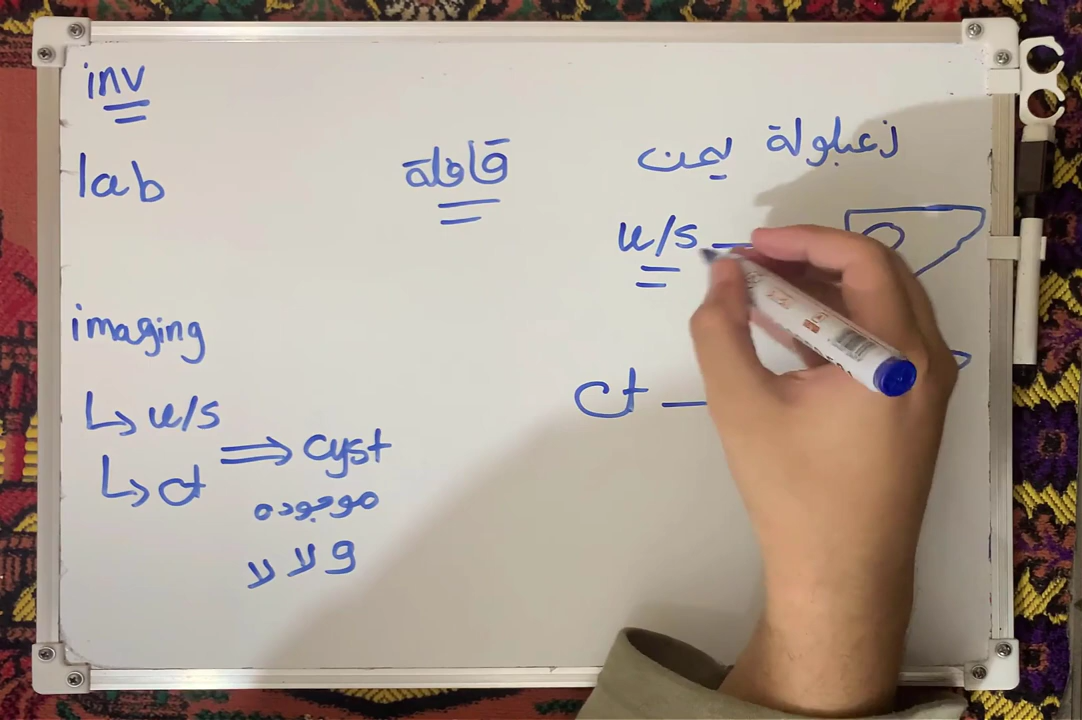 inv
lab
imaging
u/s
ct
cyst
موجوده
ولا لا
قافلة
زعبلولة يمن
u/s
ct